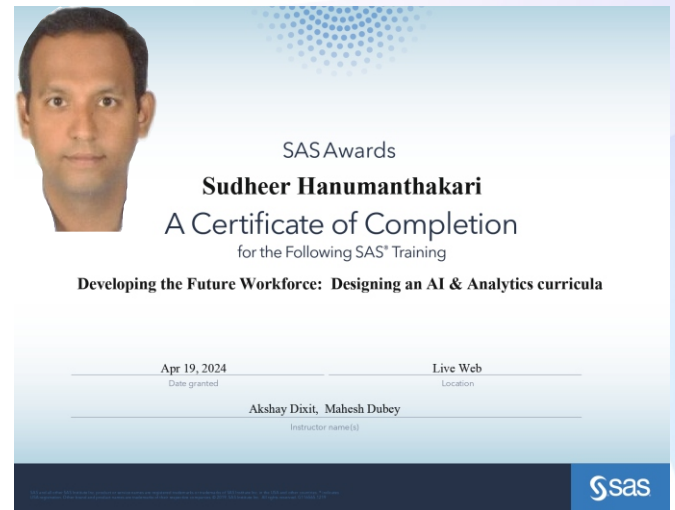 SAS Awards
Sudheer Hanumanthakari
A Certificate of Completion
for the Following SAS® Training
Developing the Future Workforce: Designing an AI & Analytics curricula
Apr 19, 2024
Live Web
Date granted
Location
Akshay Dixit, Mahesh Dubey
Instructor name(s)
sas